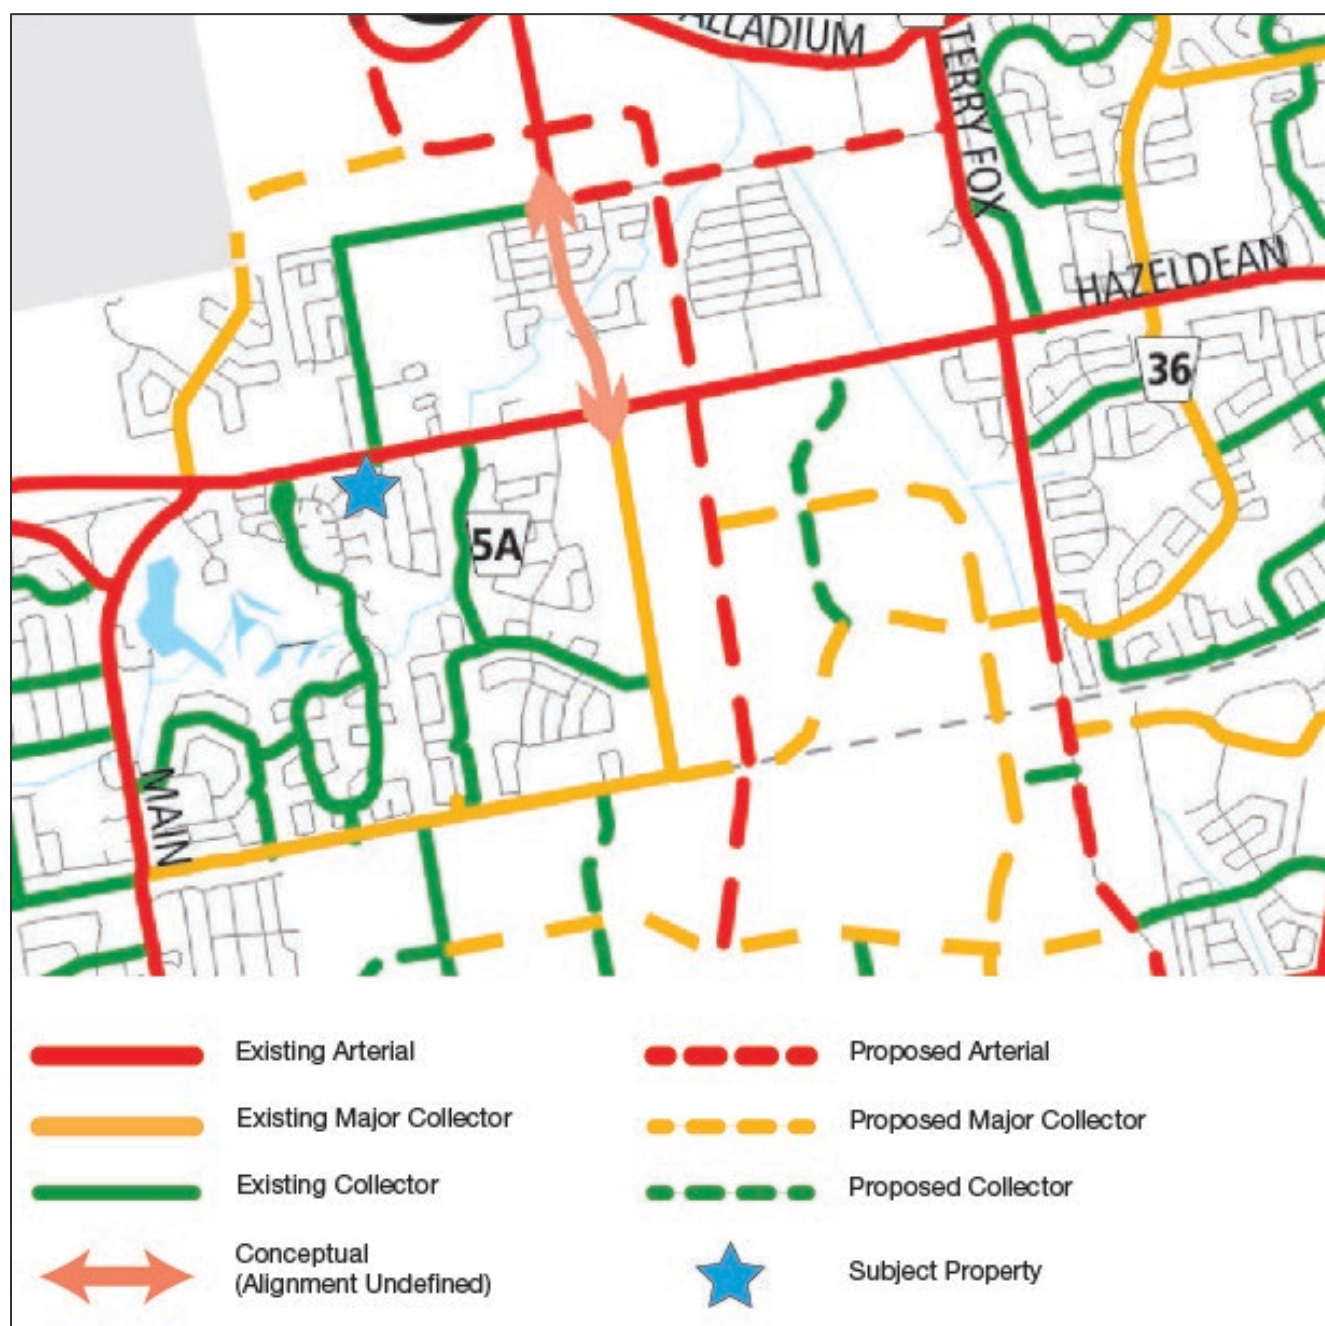 PALLADIUM
TERRY FOX
HAZELDEAN
36
5A
MAIN
Existing Arterial
Proposed Arterial
Existing Major Collector
Proposed Major Collector
Existing Collector
Proposed Collector
Conceptual
(Alignment Undefined)
Subject Property